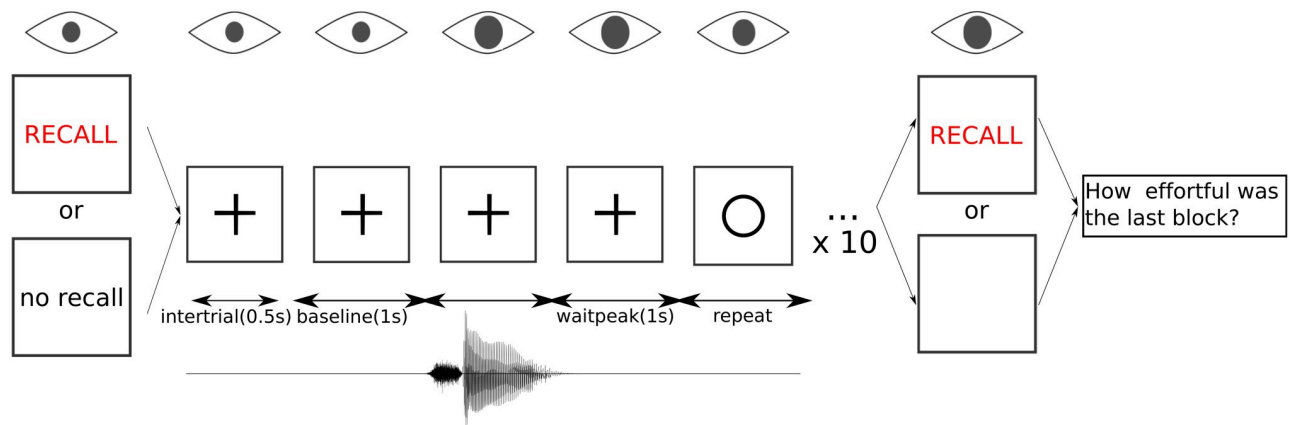 RECALL
or
no recall
intertrial(0.5s)
baseline(1s)
waitpeak(1s)
repeat
...
x 10
RECALL
or
How effortful was
the last block?